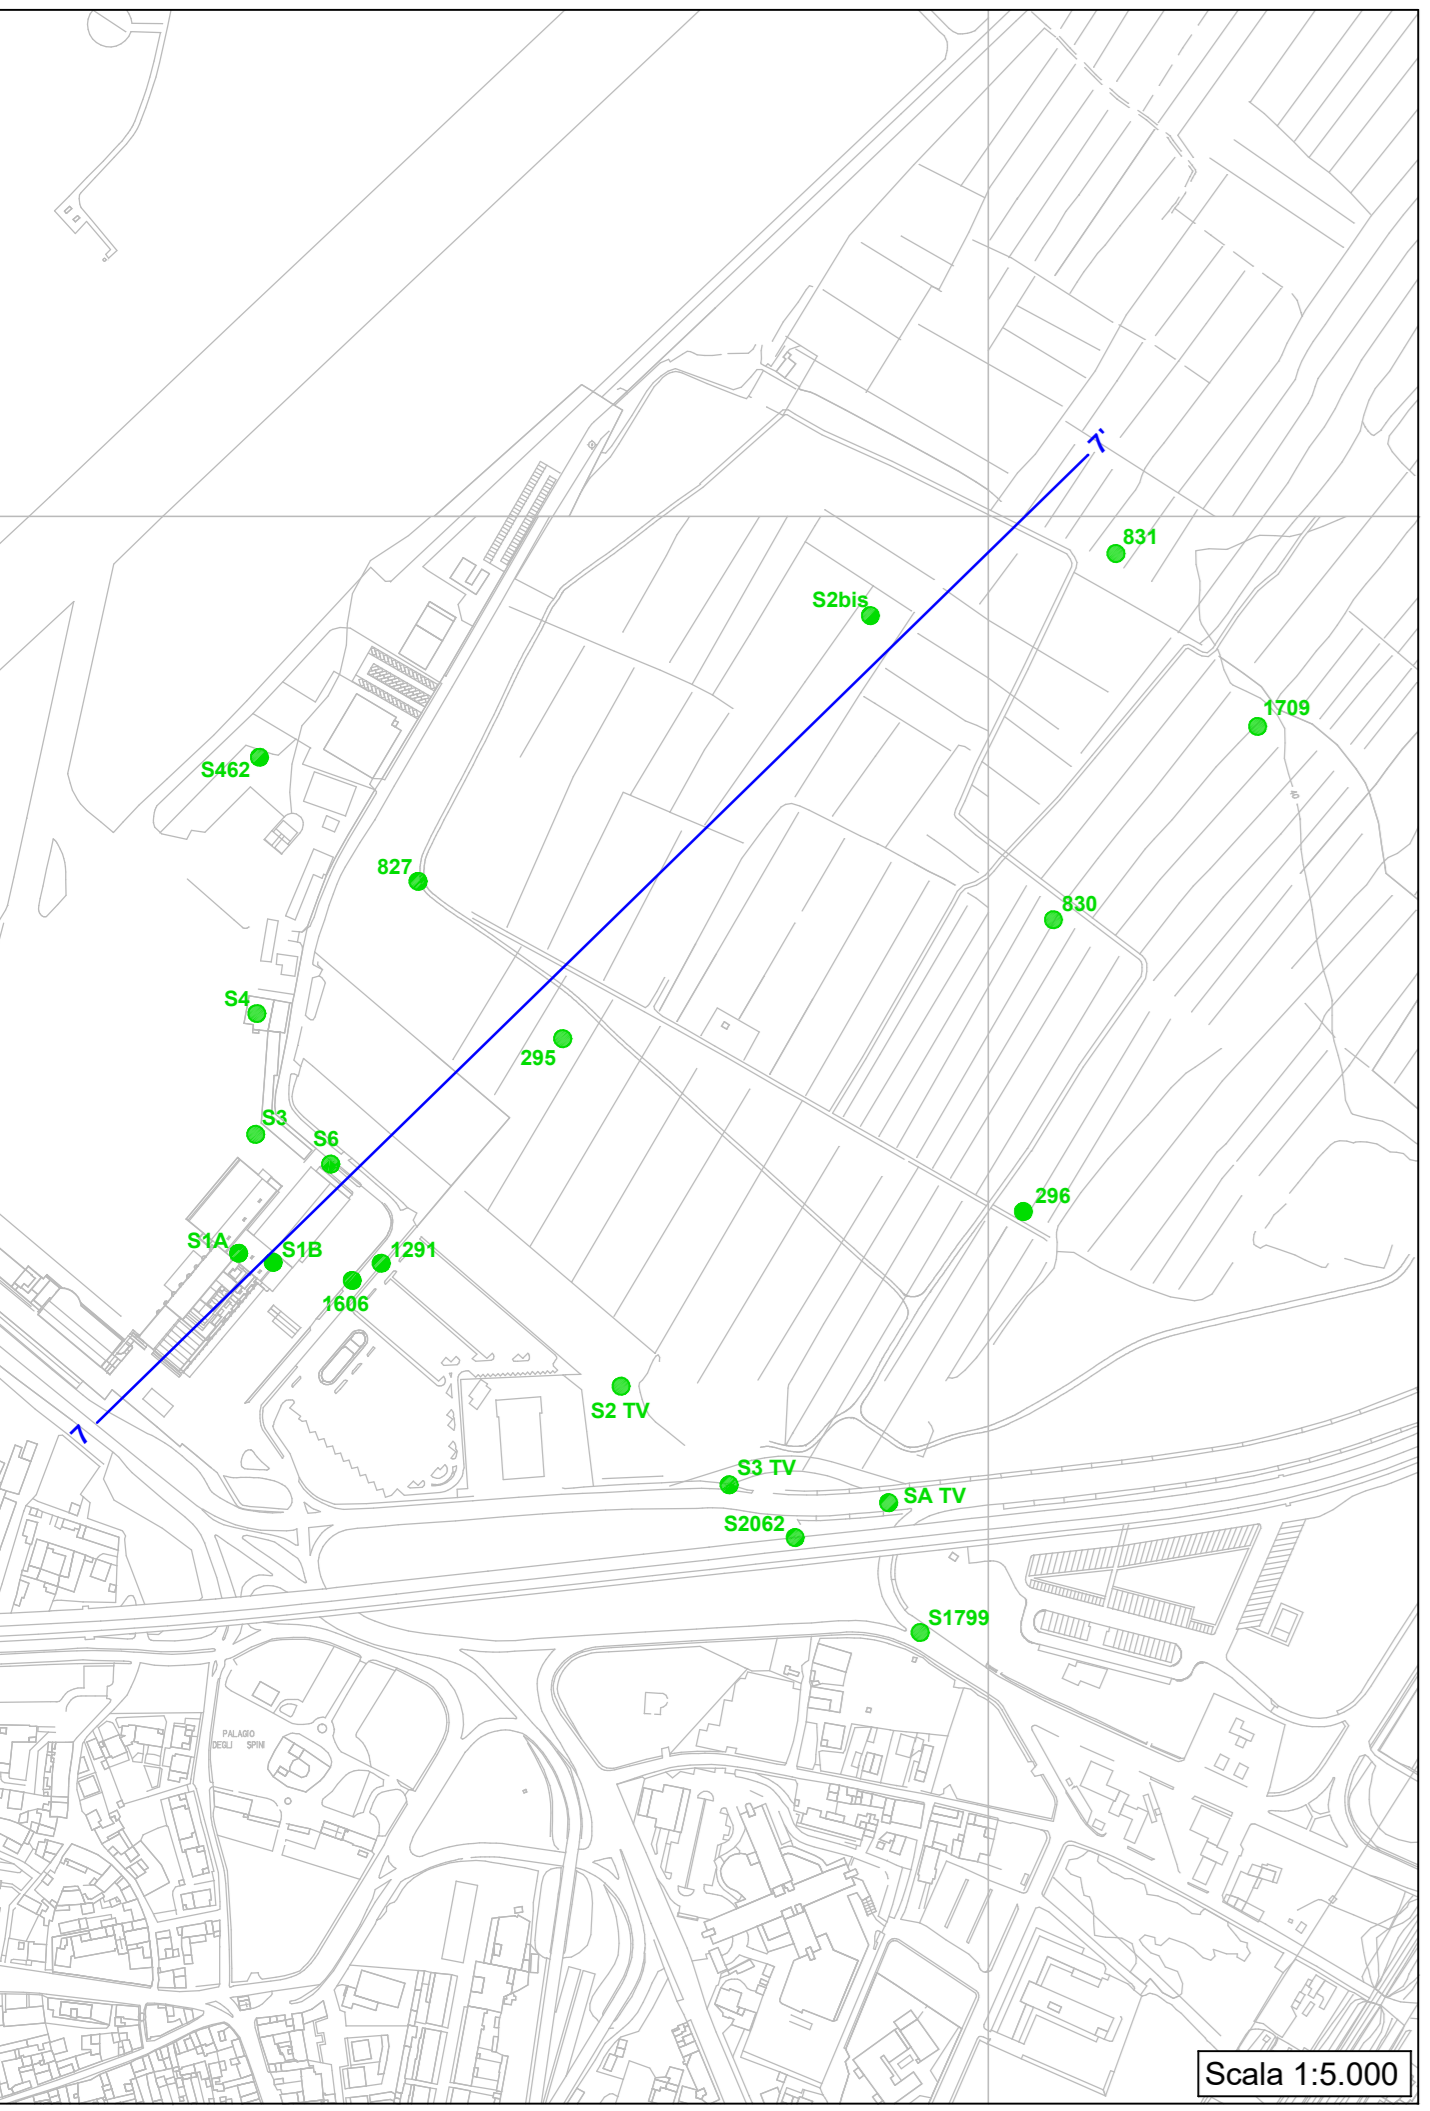 7'
831
S2bis
1709
S462
827
830
S4
295
S3
S6
296
S1A
S1B
1291
1606
S2 TV
S3 TV
SA TV
S2062
S1799
PALAGIO
DEGLI SPINI
7
Scala 1:5.000